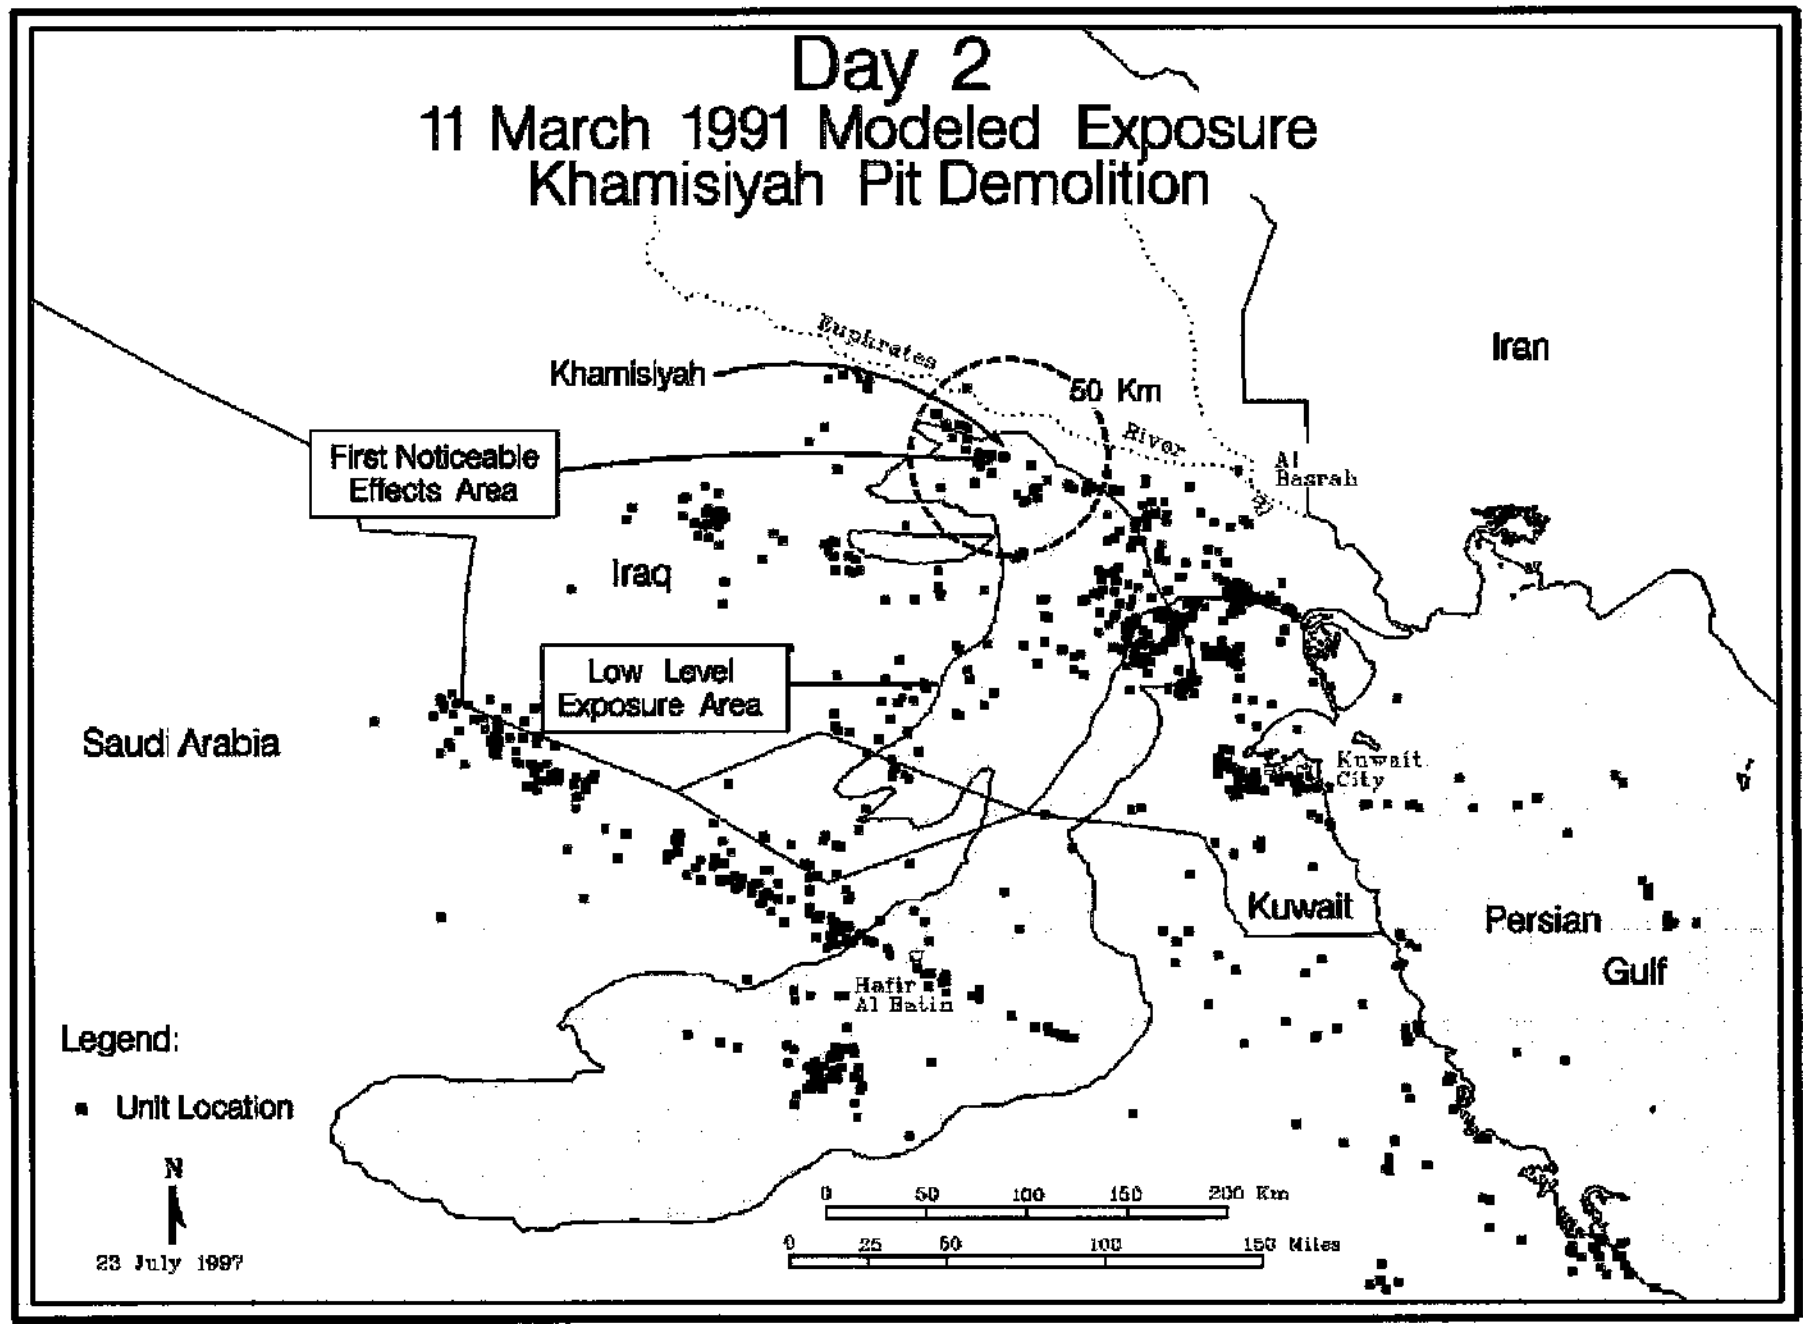 Day 2
11 March 1991 Modeled Exposure
Khamisiyah Pit Demolition
Euphrates
River
Iran
Khamisiyah
50 Km
First Noticeable
Effects Area
Al
Basrah
Iraq
Low Level
Exposure Area
Saudi Arabia
Kuwait
City
Kuwait
Persian
Gulf
Hafir
Al Batin
Legend:
Unit Location
N
23 July 1997
0 50 100 150 200 Km
0 25 50 100 150 Miles